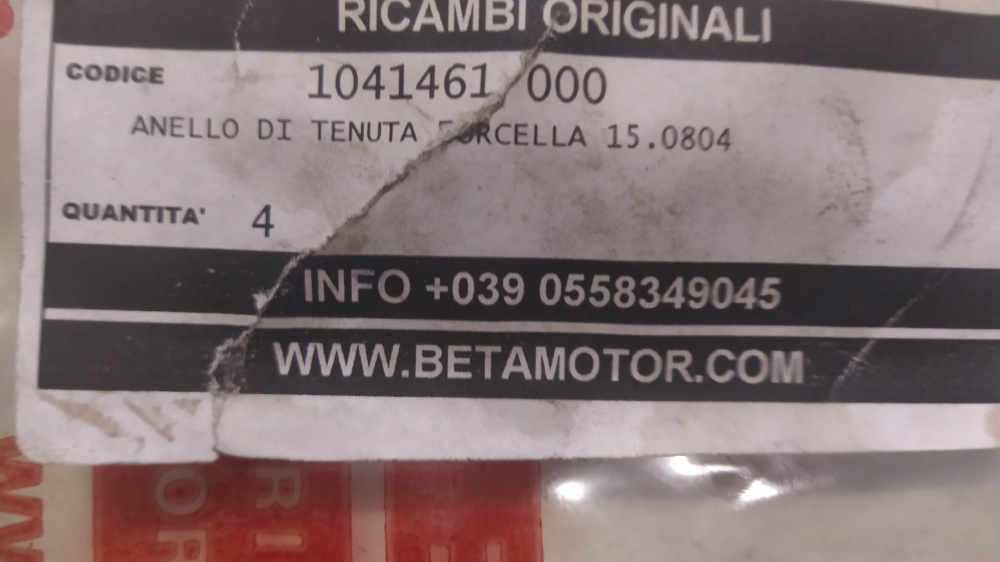 RICAMBI ORIGINALI
CODICE 1041461 000
ANELLO DI TENUTA FORCELLA 15.0804
QUANTITA' 4
INFO +039 0558349045
WWW.BETAMOTOR.COM